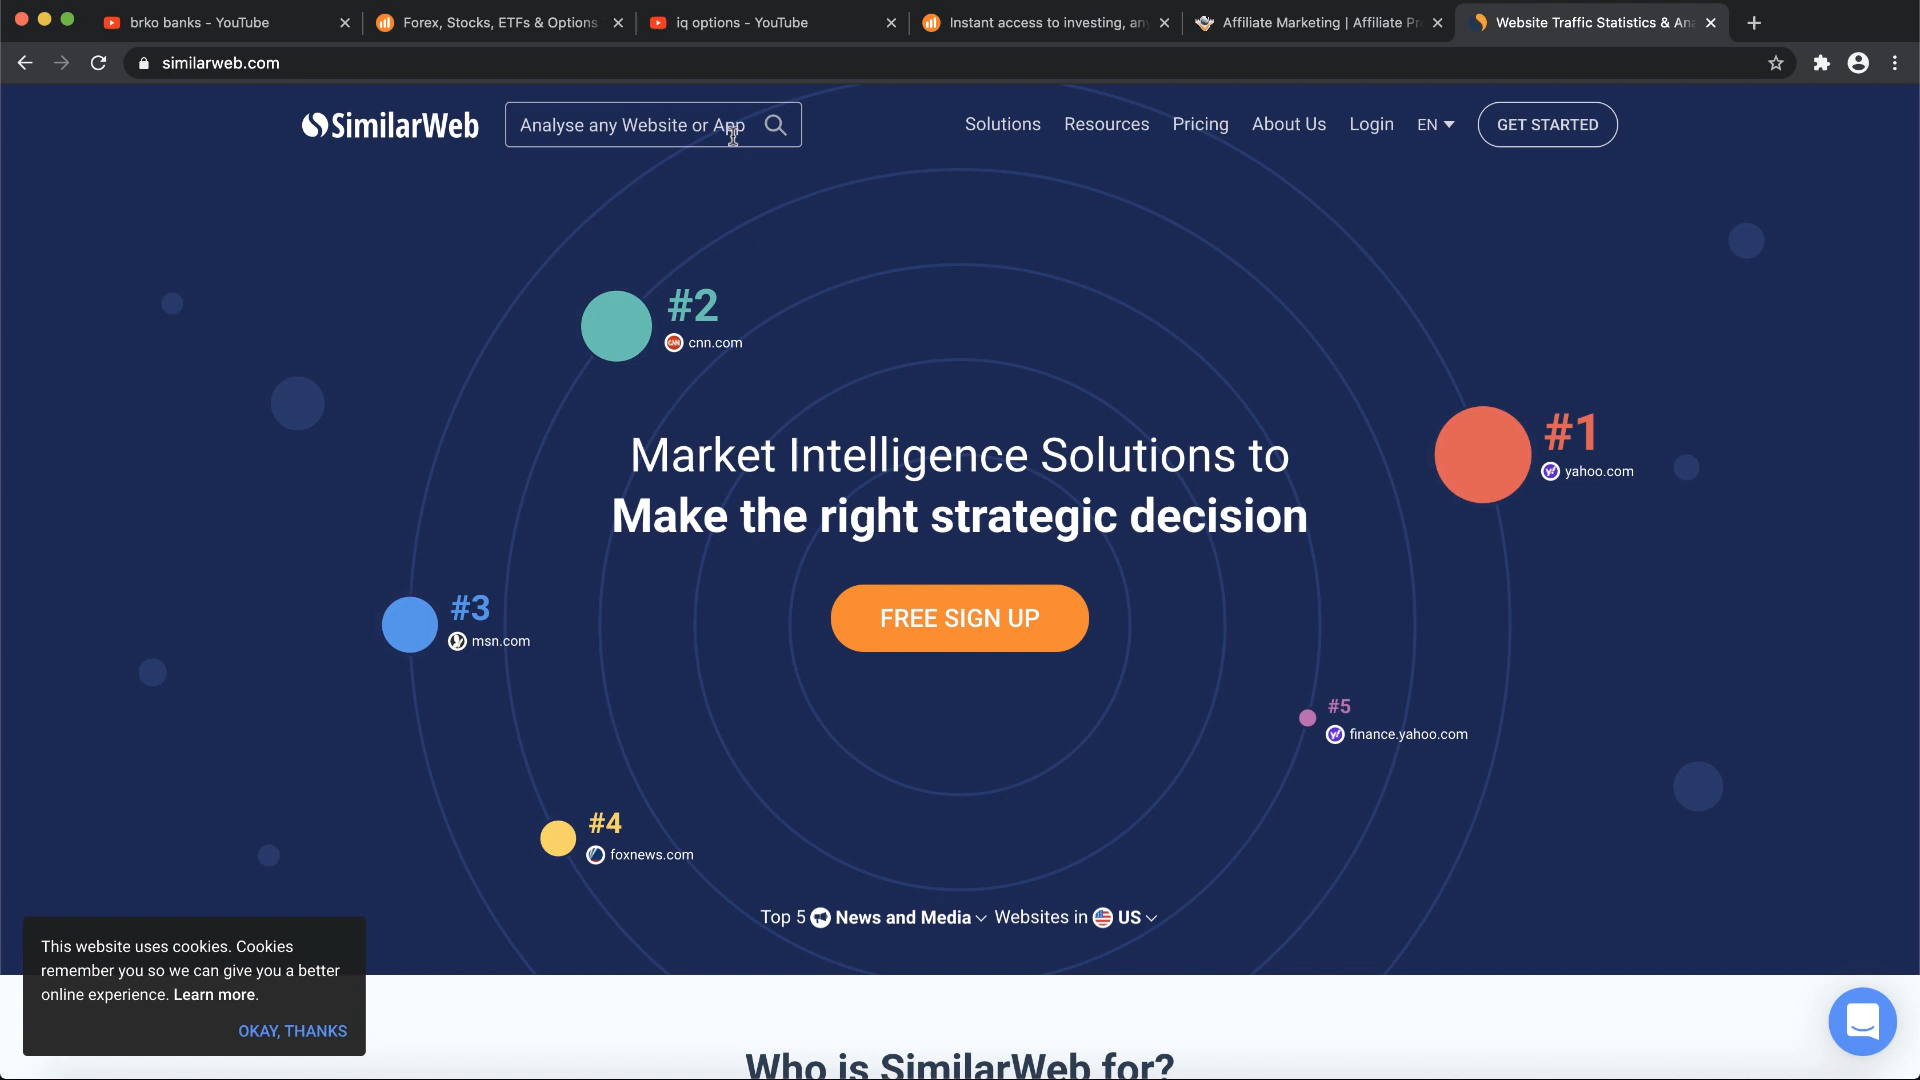 brko banks - YouTube
Forex, Stocks, ETFs & Options
iq options - YouTube
Instant access to investing, any
Affiliate Marketing | Affiliate Pr
Website Traffic Statistics & Ana
similarweb.com
SimilarWeb
Analyse any Website or App
Solutions
Resources
Pricing
About Us
Login
EN
GET STARTED
#2
cnn.com
#1
yahoo.com
Market Intelligence Solutions to
Make the right strategic decision
#3
msn.com
FREE SIGN UP
#5
finance.yahoo.com
#4
foxnews.com
Top 5 News and Media Websites in US
This website uses cookies. Cookies
remember you so we can give you a better
online experience. Learn more.
OKAY, THANKS
Who is SimilarWeb for?